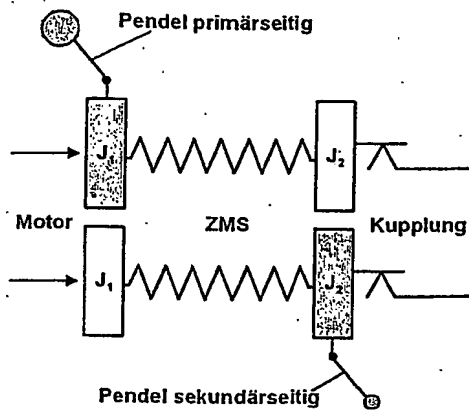 Pendel primärseitig
J1 J2
Motor ZMS Kupplung
J1 J2
Pendel sekundärseitig